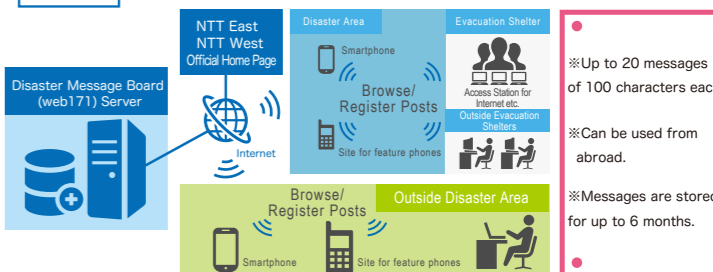 NTT East
NTT West
Official Home Page
Disaster Message Board
(web171) Server
Internet
Disaster Area
Smartphone
Browse/
Register Posts
Site for feature phones
Evacuation Shelter
Access Station for
Internet etc.
Outside Evacuation
Shelters
Browse/
Register Posts
Outside Disaster Area
Smartphone
Site for feature phones
※Up to 20 messages
of 100 characters eac
※Can be used from
abroad.
※Messages are stored
for up to 6 months.